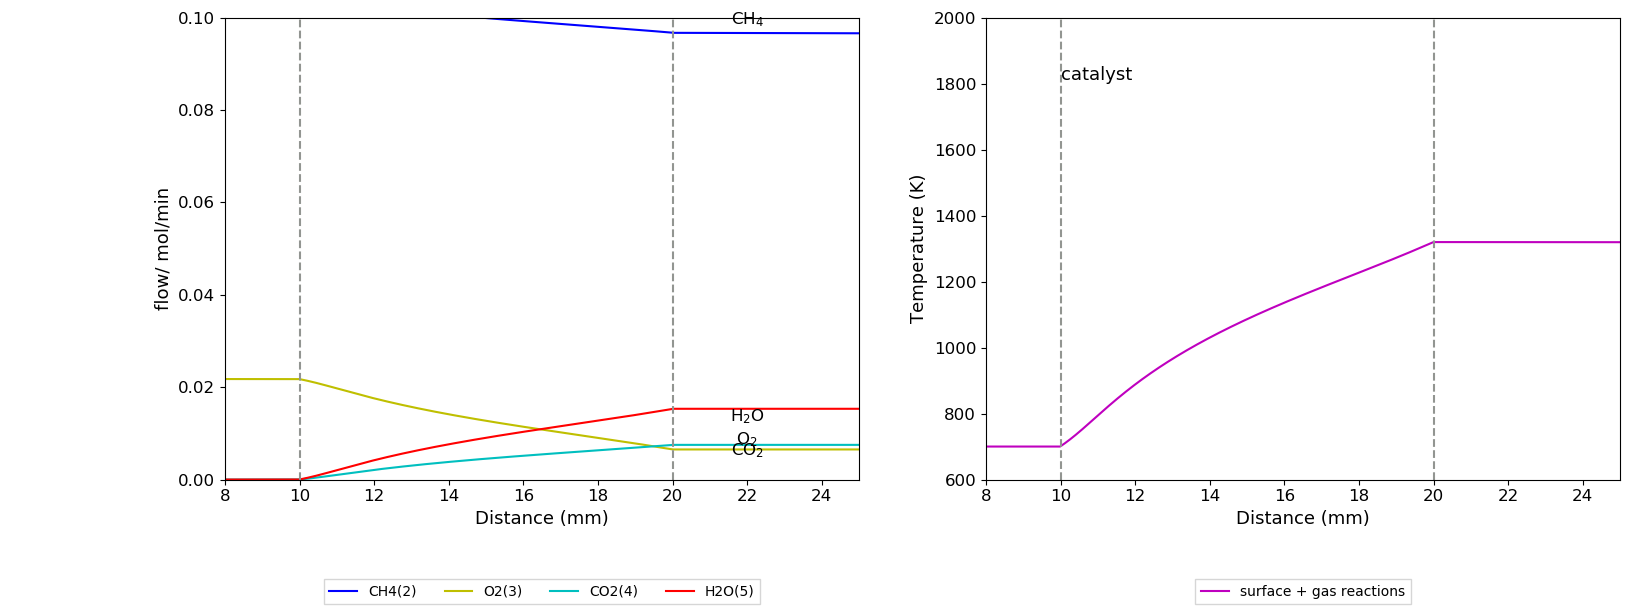 0.10
0.08
0.06
0.04
0.02
0.00
flow/ mol/min
CH₄
H₂O
O₂
CO₂
8 10 12 14 16 18 20 22 24
Distance (mm)
CH4(2) O2(3) CO2(4) H2O(5)
2000
1800
1600
1400
1200
1000
800
600
Temperature (K)
catalyst
8 10 12 14 16 18 20 22 24
Distance (mm)
surface + gas reactions